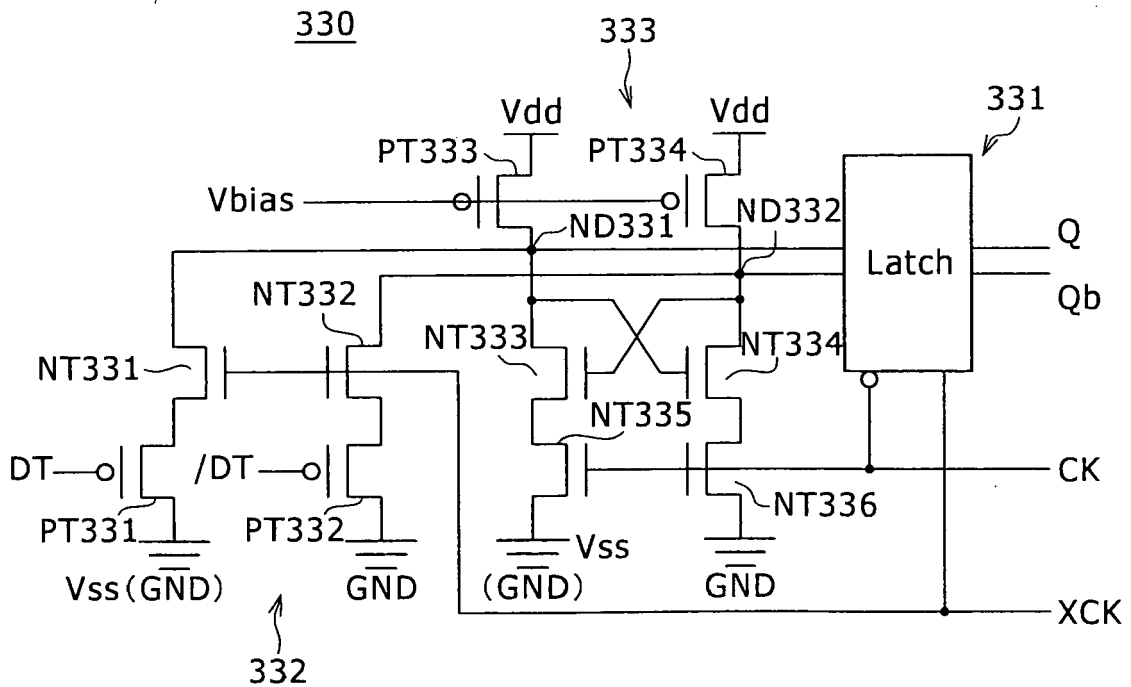 330
333
331
Vdd
Vdd
PT333
PT334
Vbias
ND331
ND332
Q
Latch
Qb
NT332
NT333
NT334
NT331
NT335
DT
/DT
CK
PT331
PT332
NT336
Vss
Vss(GND)
GND
(GND)
GND
XCK
332